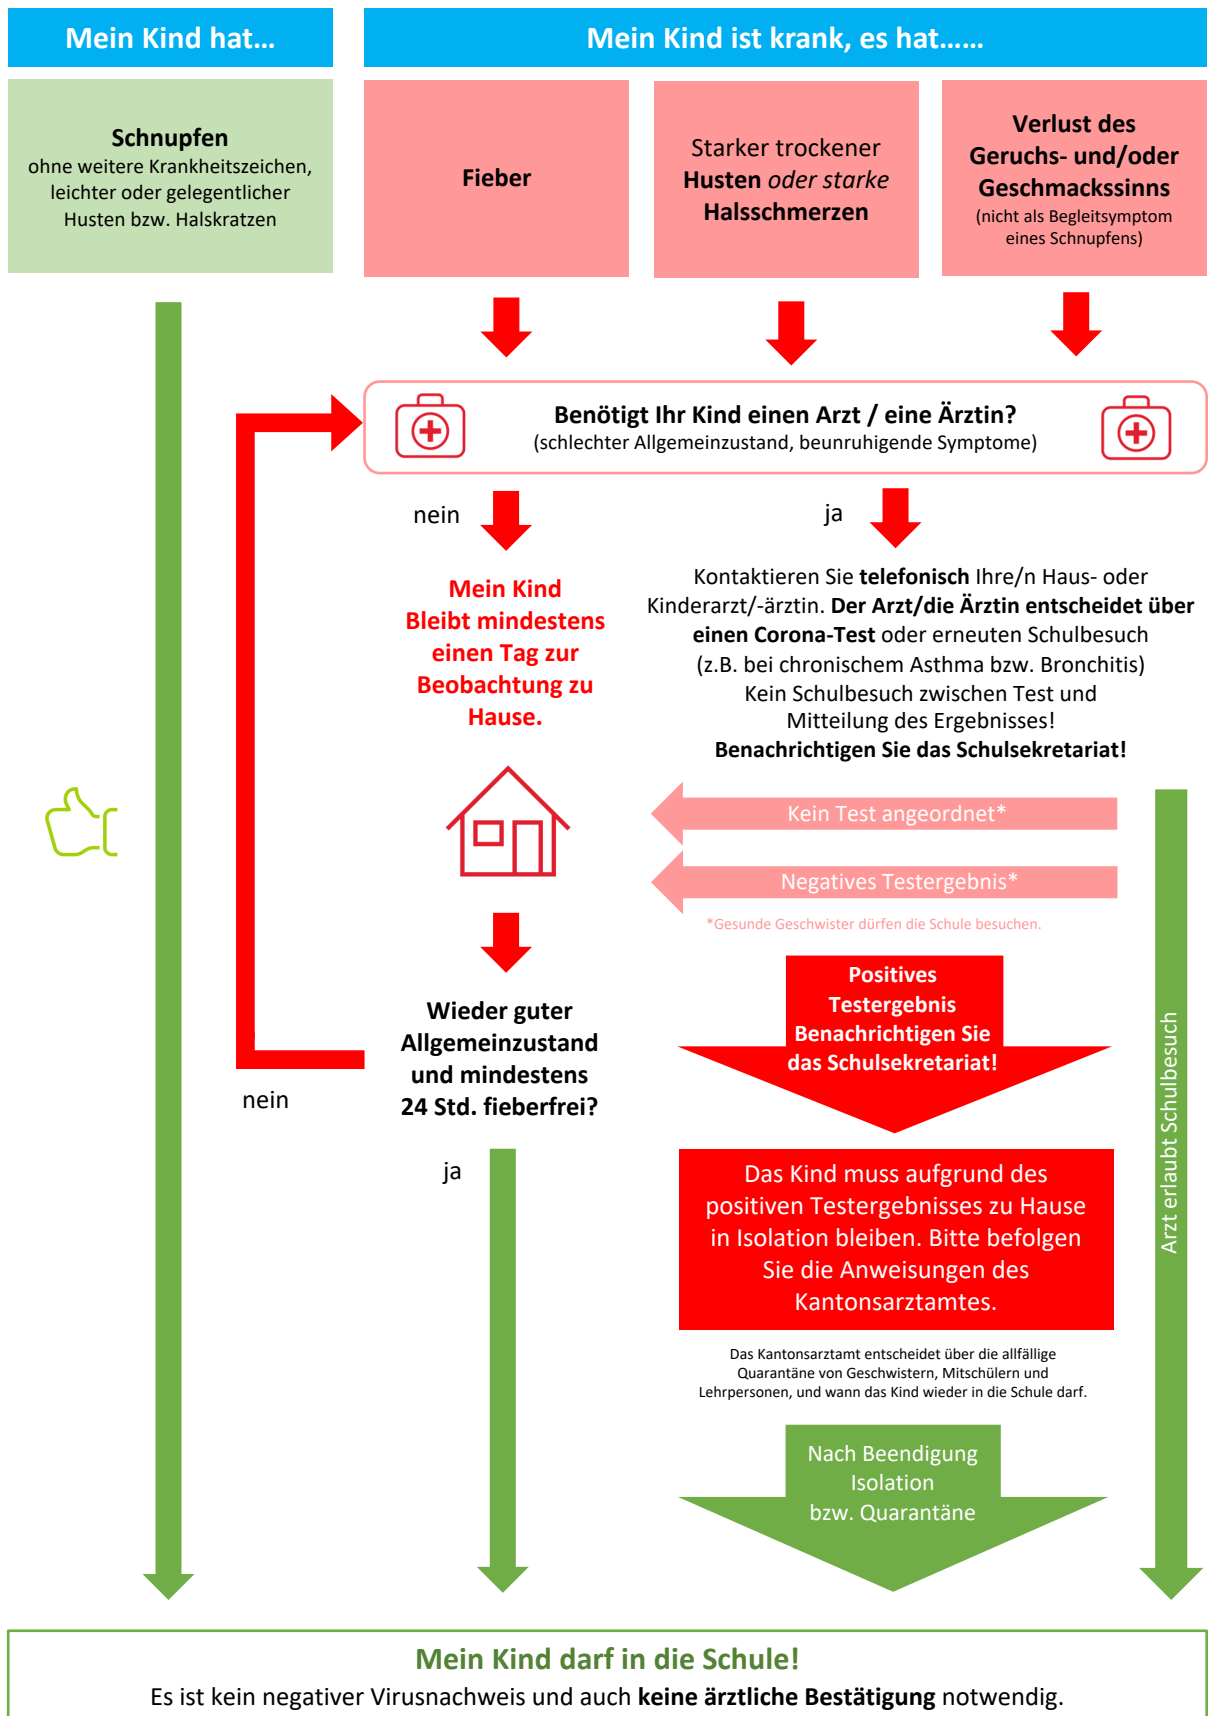 Mein Kind hat...
Mein Kind ist krank, es hat......
Schnupfen
ohne weitere Krankheitszeichen,
leichter oder gelegentlicher
Husten bzw. Halskratzen
Fieber
Starker trockener
Husten oder starke
Halsschmerzen
Verlust des
Geruchs- und/oder
Geschmackssinns
(nicht als Begleitsymptom
eines Schnupfens)
Benötigt Ihr Kind einen Arzt / eine Ärztin?
(schlechter Allgemeinzustand, beunruhigende Symptome)
nein
ja
Mein Kind
Bleibt mindestens
einen Tag zur
Beobachtung zu
Hause.
Kontaktieren Sie telefonisch Ihre/n Haus- oder
Kinderarzt/-ärztin. Der Arzt/die Ärztin entscheidet über
einen Corona-Test oder erneuten Schulbesuch
(z.B. bei chronischem Asthma bzw. Bronchitis)
Kein Schulbesuch zwischen Test und
Mitteilung des Ergebnisses!
Benachrichtigen Sie das Schulsekretariat!
Kein Test angeordnet*
Negatives Testergebnis*
*Gesunde Geschwister dürfen die Schule besuchen.
Positives
Testergebnis
Benachrichtigen Sie
das Schulsekretariat!
Wieder guter
Allgemeinzustand
und mindestens
24 Std. fieberfrei?
nein
ja
Das Kind muss aufgrund des
positiven Testergebnisses zu Hause
in Isolation bleiben. Bitte befolgen
Sie die Anweisungen des
Kantonsarztamtes.
Das Kantonsarztamt entscheidet über die allfällige
Quarantäne von Geschwistern, Mitschülern und
Lehrpersonen, und wann das Kind wieder in die Schule darf.
Nach Beendigung
Isolation
bzw. Quarantäne
Arzt erlaubt Schulbesuch
Mein Kind darf in die Schule!
Es ist kein negativer Virusnachweis und auch keine ärztliche Bestätigung notwendig.